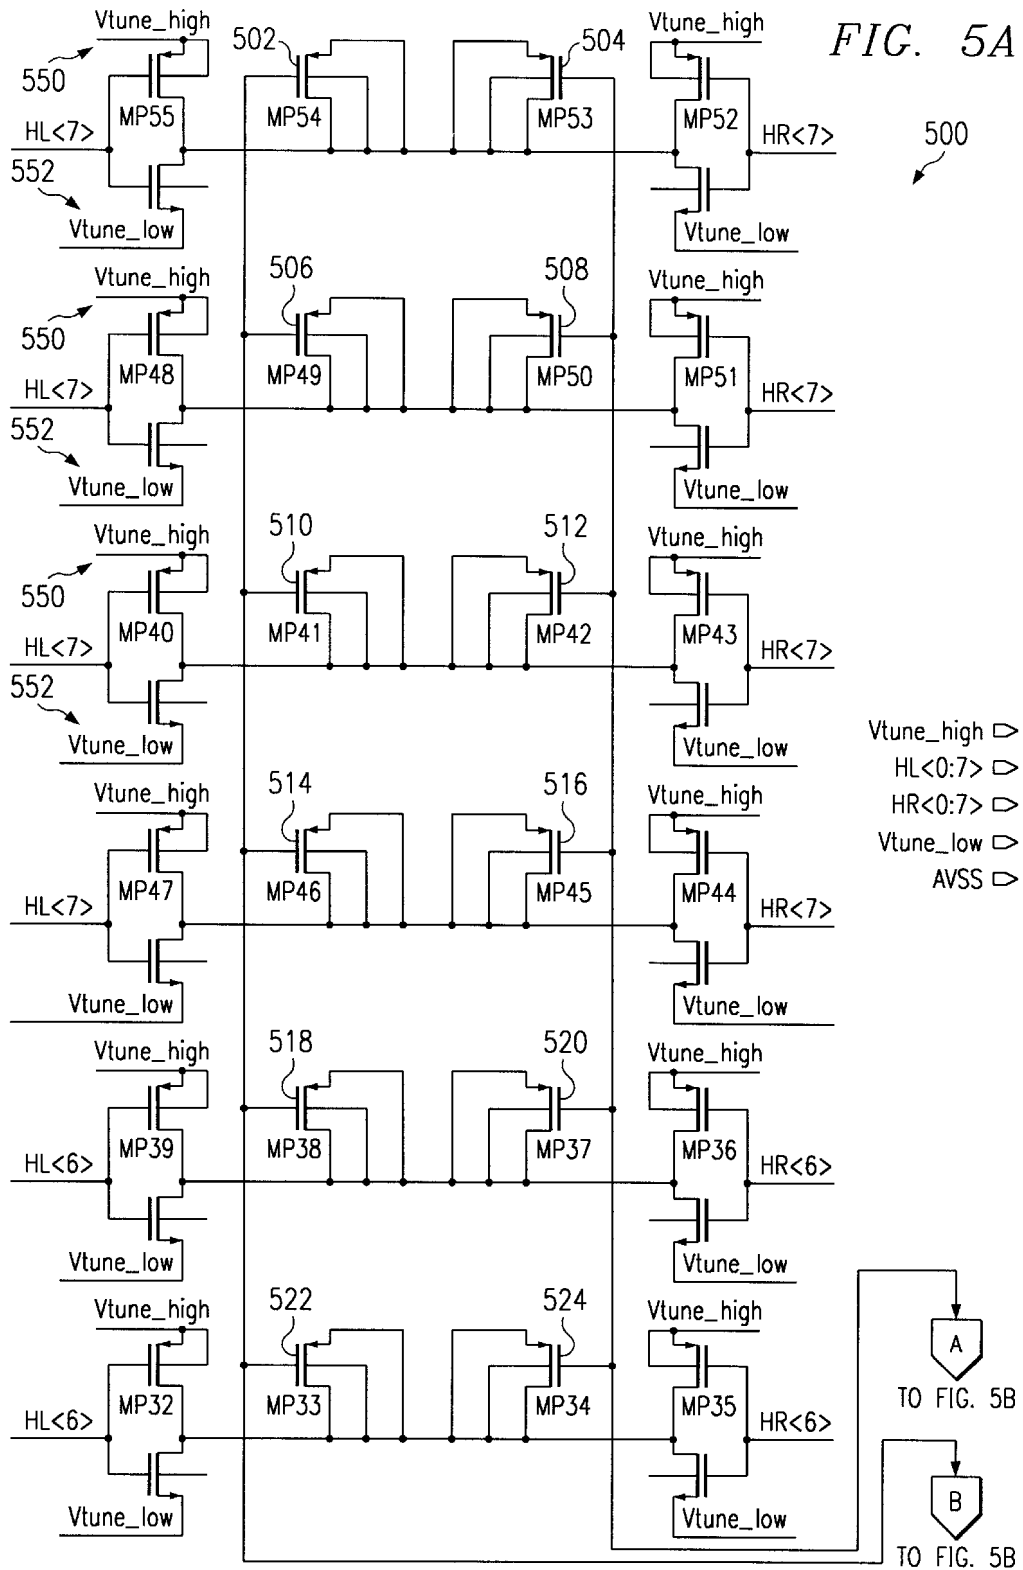 FIG. 5A
500
Vtune_high
502
504
Vtune_high
550
MP55
MP54
MP53
MP52
HL<7>
HR<7>
552
Vtune_low
Vtune_low
Vtune_high
506
508
Vtune_high
550
MP48
MP49
MP50
MP51
HL<7>
HR<7>
552
Vtune_low
Vtune_low
Vtune_high
510
512
Vtune_high
550
MP40
MP41
MP42
MP43
HL<7>
HR<7>
552
Vtune_low
Vtune_low
Vtune_high
HL<0:7>
HR<0:7>
Vtune_low
AVSS
Vtune_high
514
516
Vtune_high
MP47
MP46
MP45
MP44
HL<7>
HR<7>
Vtune_low
Vtune_low
Vtune_high
518
520
Vtune_high
MP39
MP38
MP37
MP36
HL<6>
HR<6>
Vtune_low
Vtune_low
Vtune_high
522
524
Vtune_high
MP32
MP33
MP34
MP35
HL<6>
HR<6>
Vtune_low
Vtune_low
A
TO FIG. 5B
B
TO FIG. 5B